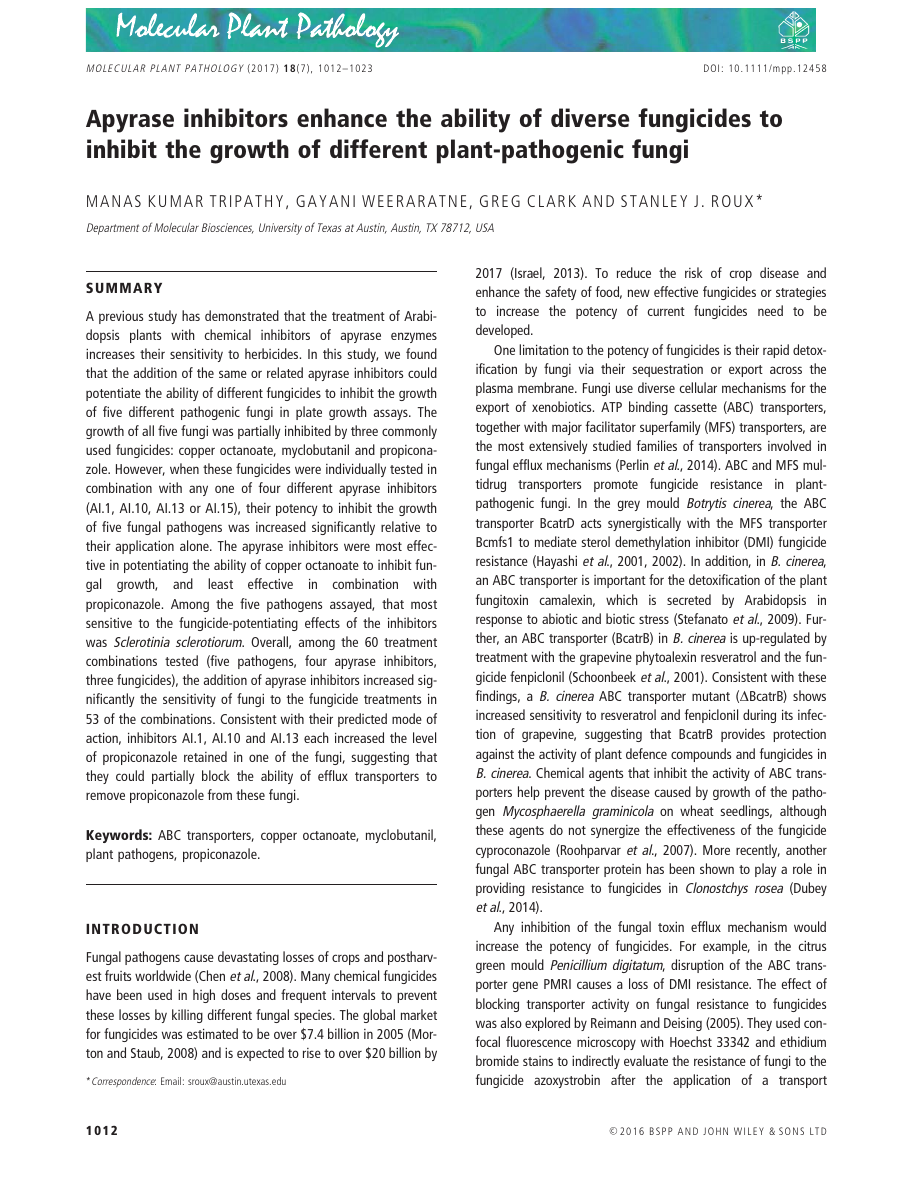 Molecular Plant Pathology
BSPP
MOLECULAR PLANT PATHOLOGY (2017) 18(7), 1012–1023
DOI: 10.1111/mpp.12458
Apyrase inhibitors enhance the ability of diverse fungicides to
inhibit the growth of different plant-pathogenic fungi
MANAS KUMAR TRIPATHY, GAYANI WEERARATNE, GREG CLARK AND STANLEY J. ROUX*
Department of Molecular Biosciences, University of Texas at Austin, Austin, TX 78712, USA
SUMMARY
A previous study has demonstrated that the treatment of Arabi-
dopsis plants with chemical inhibitors of apyrase enzymes
increases their sensitivity to herbicides. In this study, we found
that the addition of the same or related apyrase inhibitors could
potentiate the ability of different fungicides to inhibit the growth
of five different pathogenic fungi in plate growth assays. The
growth of all five fungi was partially inhibited by three commonly
used fungicides: copper octanoate, myclobutanil and propicona-
zole. However, when these fungicides were individually tested in
combination with any one of four different apyrase inhibitors
(AI.1, AI.10, AI.13 or AI.15), their potency to inhibit the growth
of five fungal pathogens was increased significantly relative to
their application alone. The apyrase inhibitors were most effec-
tive in potentiating the ability of copper octanoate to inhibit fun-
gal growth, and least effective in combination with
propiconazole. Among the five pathogens assayed, that most
sensitive to the fungicide-potentiating effects of the inhibitors
was Sclerotinia sclerotiorum. Overall, among the 60 treatment
combinations tested (five pathogens, four apyrase inhibitors,
three fungicides), the addition of apyrase inhibitors increased sig-
nificantly the sensitivity of fungi to the fungicide treatments in
53 of the combinations. Consistent with their predicted mode of
action, inhibitors AI.1, AI.10 and AI.13 each increased the level
of propiconazole retained in one of the fungi, suggesting that
they could partially block the ability of efflux transporters to
remove propiconazole from these fungi.
Keywords: ABC transporters, copper octanoate, myclobutanil,
plant pathogens, propiconazole.
INTRODUCTION
Fungal pathogens cause devastating losses of crops and postharv-
est fruits worldwide (Chen et al., 2008). Many chemical fungicides
have been used in high doses and frequent intervals to prevent
these losses by killing different fungal species. The global market
for fungicides was estimated to be over $7.4 billion in 2005 (Mor-
ton and Staub, 2008) and is expected to rise to over $20 billion by
*Correspondence: Email: sroux@austin.utexas.edu
2017 (Israel, 2013). To reduce the risk of crop disease and
enhance the safety of food, new effective fungicides or strategies
to increase the potency of current fungicides need to be
developed.
One limitation to the potency of fungicides is their rapid detox-
ification by fungi via their sequestration or export across the
plasma membrane. Fungi use diverse cellular mechanisms for the
export of xenobiotics. ATP binding cassette (ABC) transporters,
together with major facilitator superfamily (MFS) transporters, are
the most extensively studied families of transporters involved in
fungal efflux mechanisms (Perlin et al., 2014). ABC and MFS mul-
tidrug transporters promote fungicide resistance in plant-
pathogenic fungi. In the grey mould Botrytis cinerea, the ABC
transporter BcatrD acts synergistically with the MFS transporter
Bcmfs1 to mediate sterol demethylation inhibitor (DMI) fungicide
resistance (Hayashi et al., 2001, 2002). In addition, in B. cinerea,
an ABC transporter is important for the detoxification of the plant
fungitoxin camalexin, which is secreted by Arabidopsis in
response to abiotic and biotic stress (Stefanato et al., 2009). Fur-
ther, an ABC transporter (BcatrB) in B. cinerea is up-regulated by
treatment with the grapevine phytoalexin resveratrol and the fun-
gicide fenpiclonil (Schoonbeek et al., 2001). Consistent with these
findings, a B. cinerea ABC transporter mutant (ΔBcatrB) shows
increased sensitivity to resveratrol and fenpiclonil during its infec-
tion of grapevine, suggesting that BcatrB provides protection
against the activity of plant defence compounds and fungicides in
B. cinerea. Chemical agents that inhibit the activity of ABC trans-
porters help prevent the disease caused by growth of the patho-
gen Mycosphaerella graminicola on wheat seedlings, although
these agents do not synergize the effectiveness of the fungicide
cyproconazole (Roohparvar et al., 2007). More recently, another
fungal ABC transporter protein has been shown to play a role in
providing resistance to fungicides in Clonostchys rosea (Dubey
et al., 2014).
Any inhibition of the fungal toxin efflux mechanism would
increase the potency of fungicides. For example, in the citrus
green mould Penicillium digitatum, disruption of the ABC trans-
porter gene PMRI causes a loss of DMI resistance. The effect of
blocking transporter activity on fungal resistance to fungicides
was also explored by Reimann and Deising (2005). They used con-
focal fluorescence microscopy with Hoechst 33342 and ethidium
bromide stains to indirectly evaluate the resistance of fungi to the
fungicide azoxystrobin after the application of a transport
1012
© 2016 BSPP AND JOHN WILEY & SONS LTD